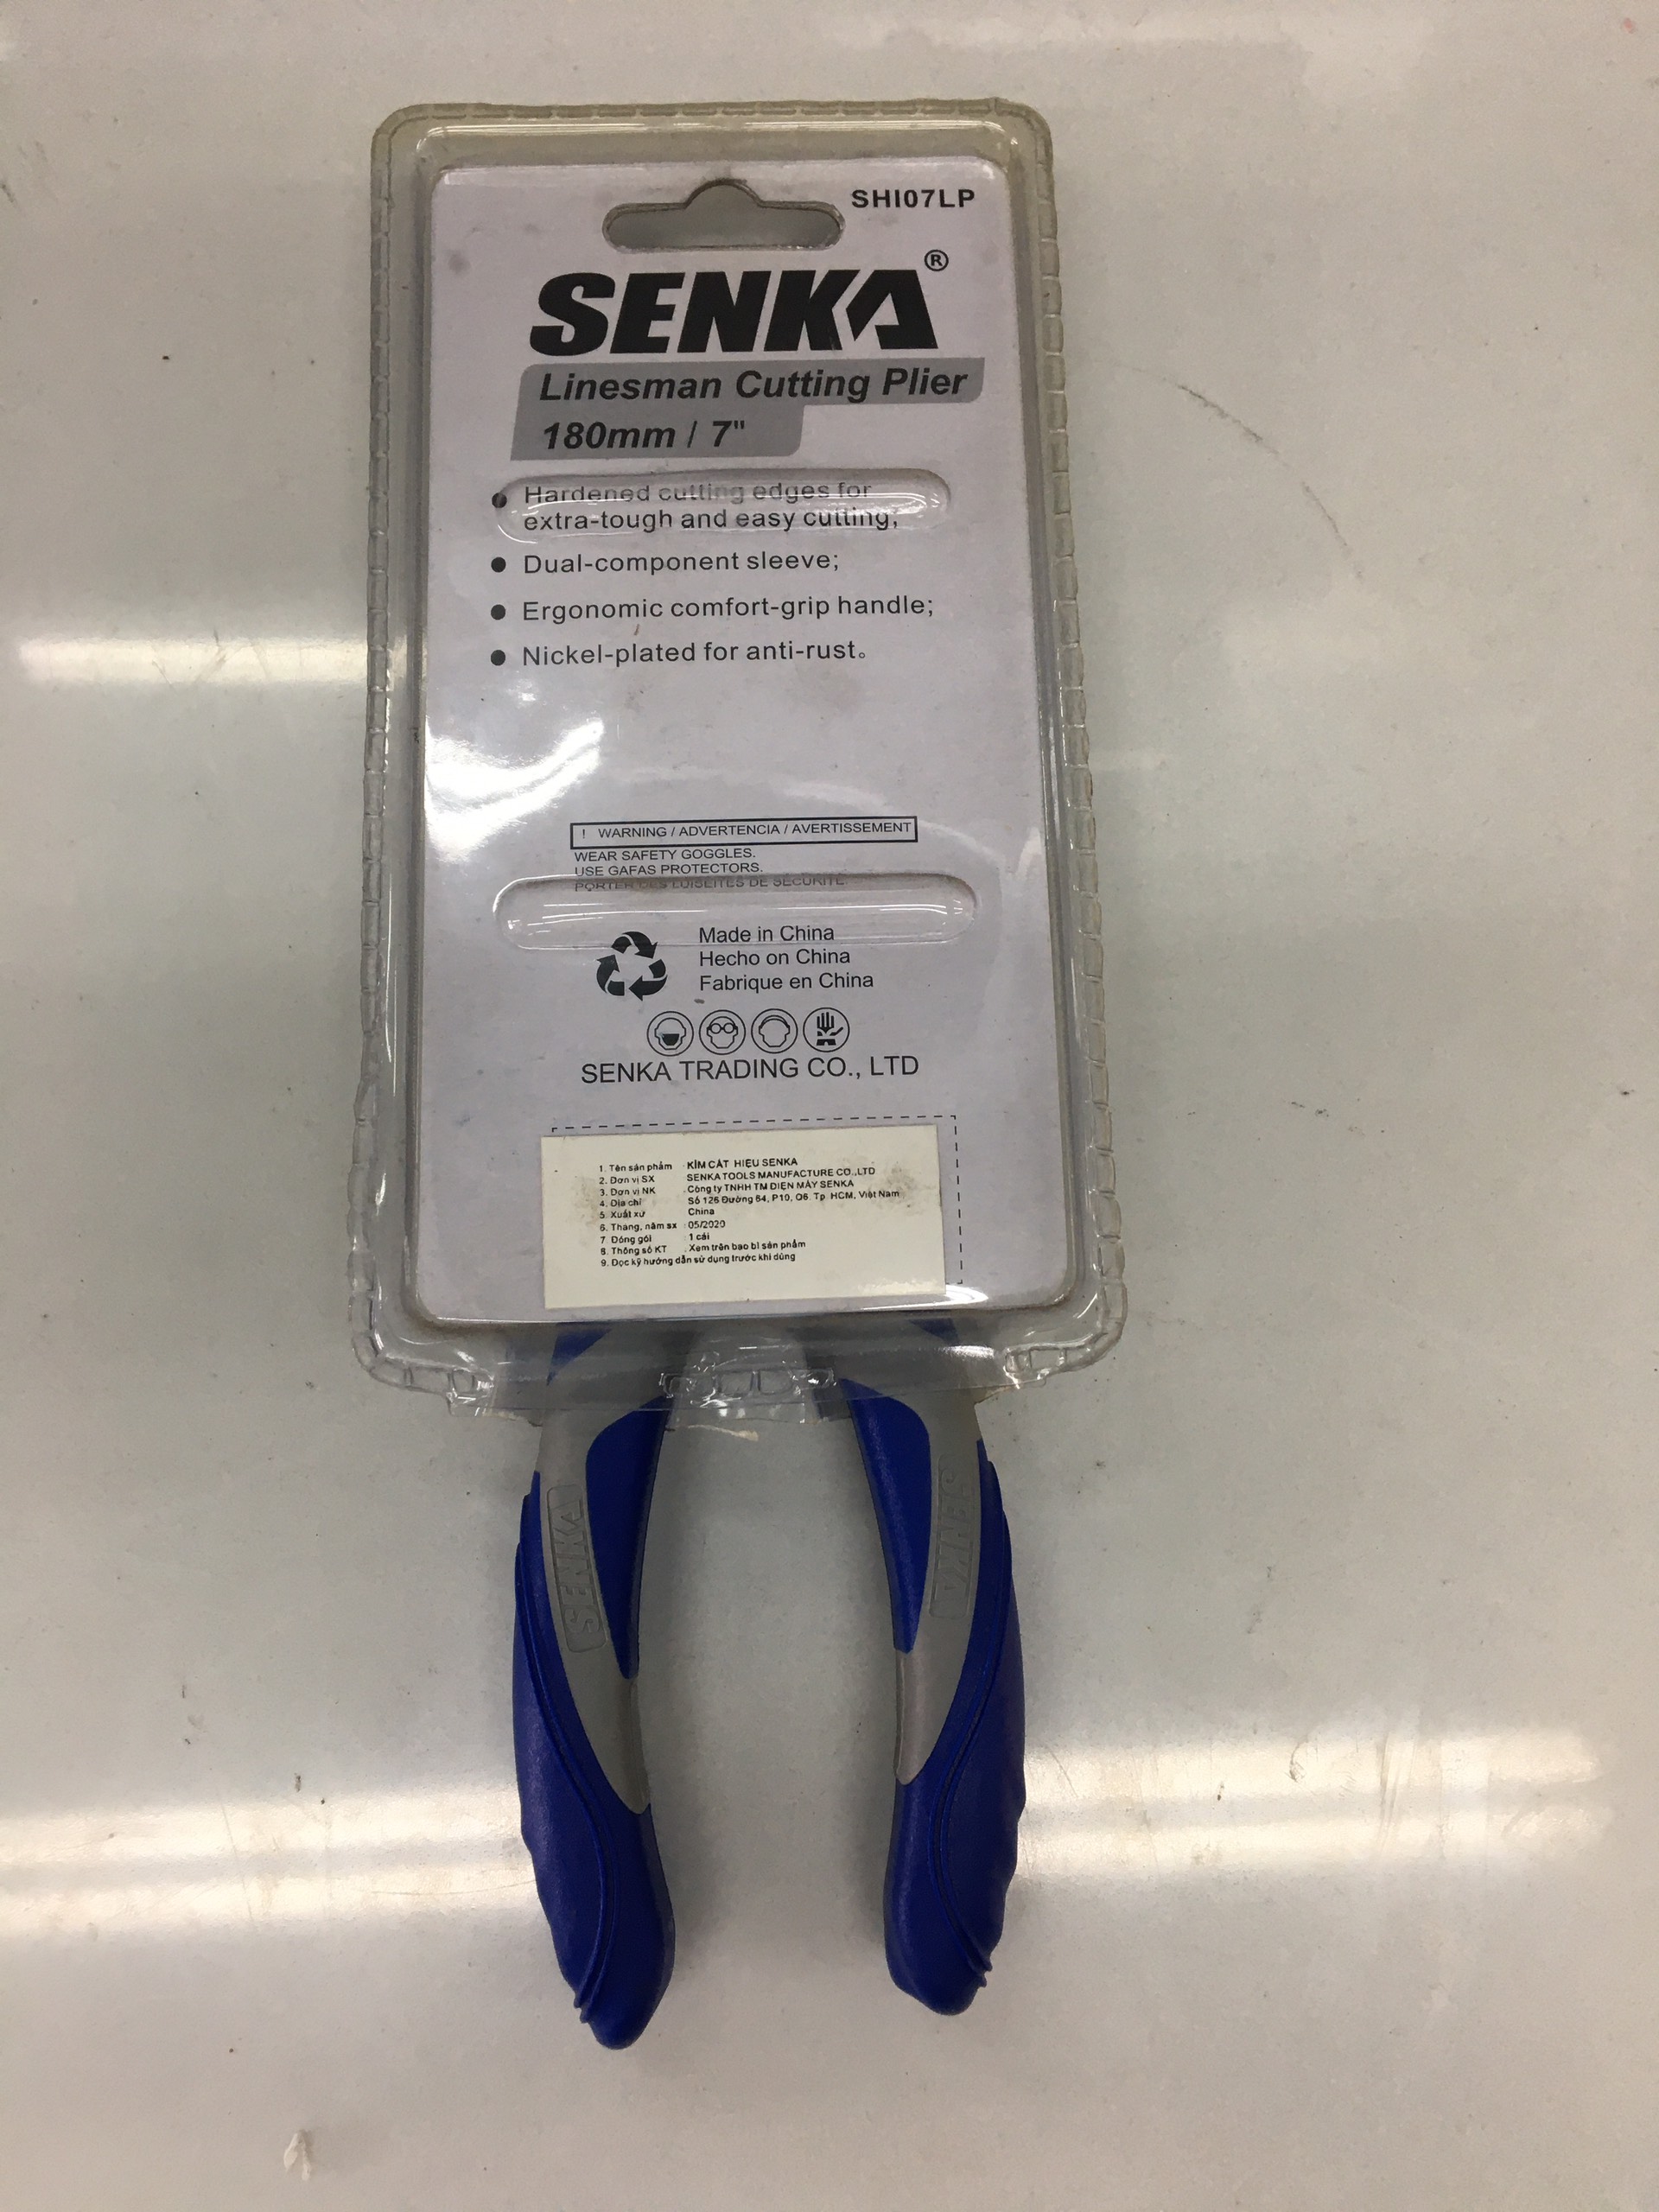 SHI07LP
SENKA®
Linesman Cutting Plier
180mm / 7"
● Hardened cutting edges for
extra-tough and easy cutting;
● Dual-component sleeve;
● Ergonomic comfort-grip handle;
● Nickel-plated for anti-rust。
! WARNING / ADVERTENCIA / AVERTISSEMENT
WEAR SAFETY GOGGLES.
USE GAFAS PROTECTORS.
PORTER DE SÉCURITÉ.
Made in China
Hecho on China
Fabrique en China
SENKA TRADING CO., LTD
1. Tên sản phẩm : KÌM CẮT HIỆU SENKA
2. Đơn vị SX SENKA TOOLS MANUFACTURE CO.,LTD
3. Đơn vị NK : Công ty TNHH TM ĐIỆN MÁY SENKA
4. Địa chỉ Số 126 Đường 64, P10, Q6. Tp. HCM, Việt Nam
5. Xuất xứ China
6. Tháng, năm sx : 05/2020
7. Đóng gói 1 cái
8. Thông số KT : Xem trên bao bì sản phẩm
9. Đọc kỹ hướng dẫn sử dụng trước khi dùng
SENKA
SENKA